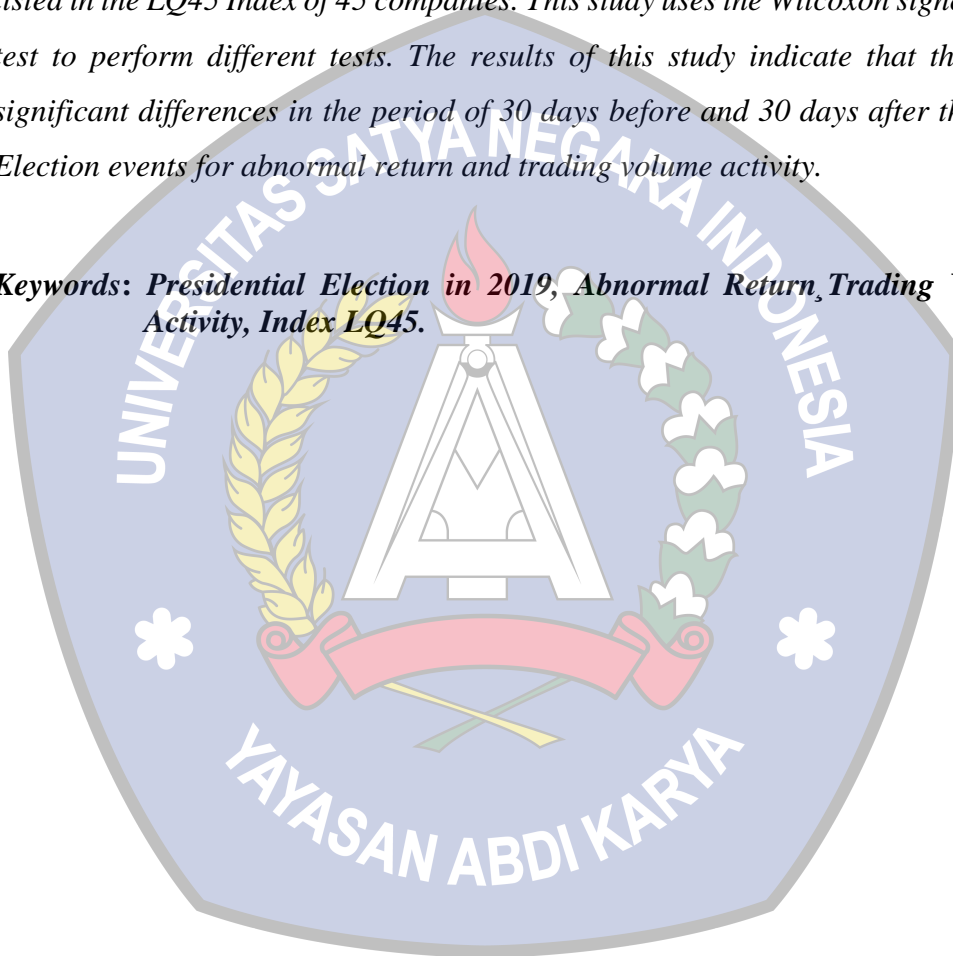 listed in the LQ45 Index of 45 companies. This study uses the Wilcoxon signe
test to perform different tests. The results of this study indicate that th
significant differences in the period of 30 days before and 30 days after th
Election events for abnormal return and trading volume activity.
Keywords: Presidential Election in 2019, Abnormal Return¸ Trading
Activity, Index LQ45.
UNIVERSITAS SATYA NEGARA INDONESIA
YAYASAN ABDI KARYA